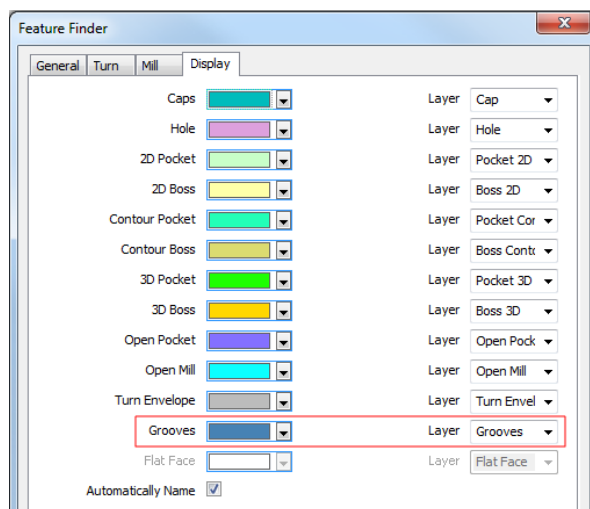 Feature Finder
General Turn Mill Display
Caps Layer Cap
Hole Layer Hole
2D Pocket Layer Pocket 2D
2D Boss Layer Boss 2D
Contour Pocket Layer Pocket Cor
Contour Boss Layer Boss Contc
3D Pocket Layer Pocket 3D
3D Boss Layer Boss 3D
Open Pocket Layer Open Pock
Open Mill Layer Open Mill
Turn Envelope Layer Turn Envel
Grooves Layer Grooves
Flat Face Layer Flat Face
Automatically Name